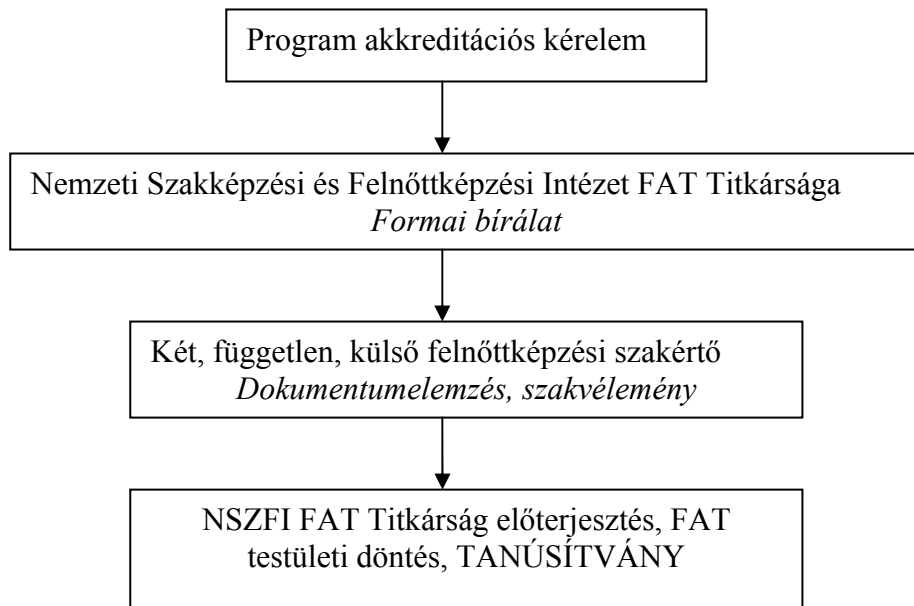 Program akkreditációs kérelem
Nemzeti Szakképzési és Felnőttképzési Intézet FAT Titkársága
Formai bírálat
Két, független, külső felnőttképzési szakértő
Dokumentumelemzés, szakvélemény
NSZFI FAT Titkárság előterjesztés, FAT
testületi döntés, TANÚSÍTVÁNY